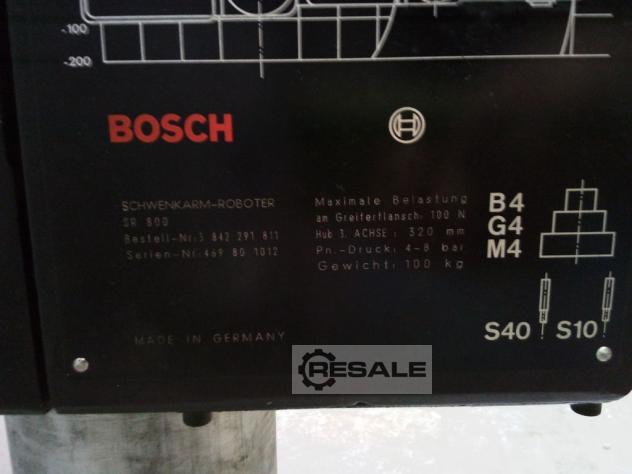 -100
-200
BOSCH
SCHWENKARM-ROBOTER
SR 800
Bestell-Nr: 3 842 291 811
Serien-Nr: 469 80 1012
Maximale Belastung
am Greiferflansch: 100 N
Hub 3. ACHSE : 320 mm
Pn.-Druck: 4-8 bar
Gewicht: 100 kg
B4
G4
M4
S40 S10
MADE IN GERMANY
RESALE